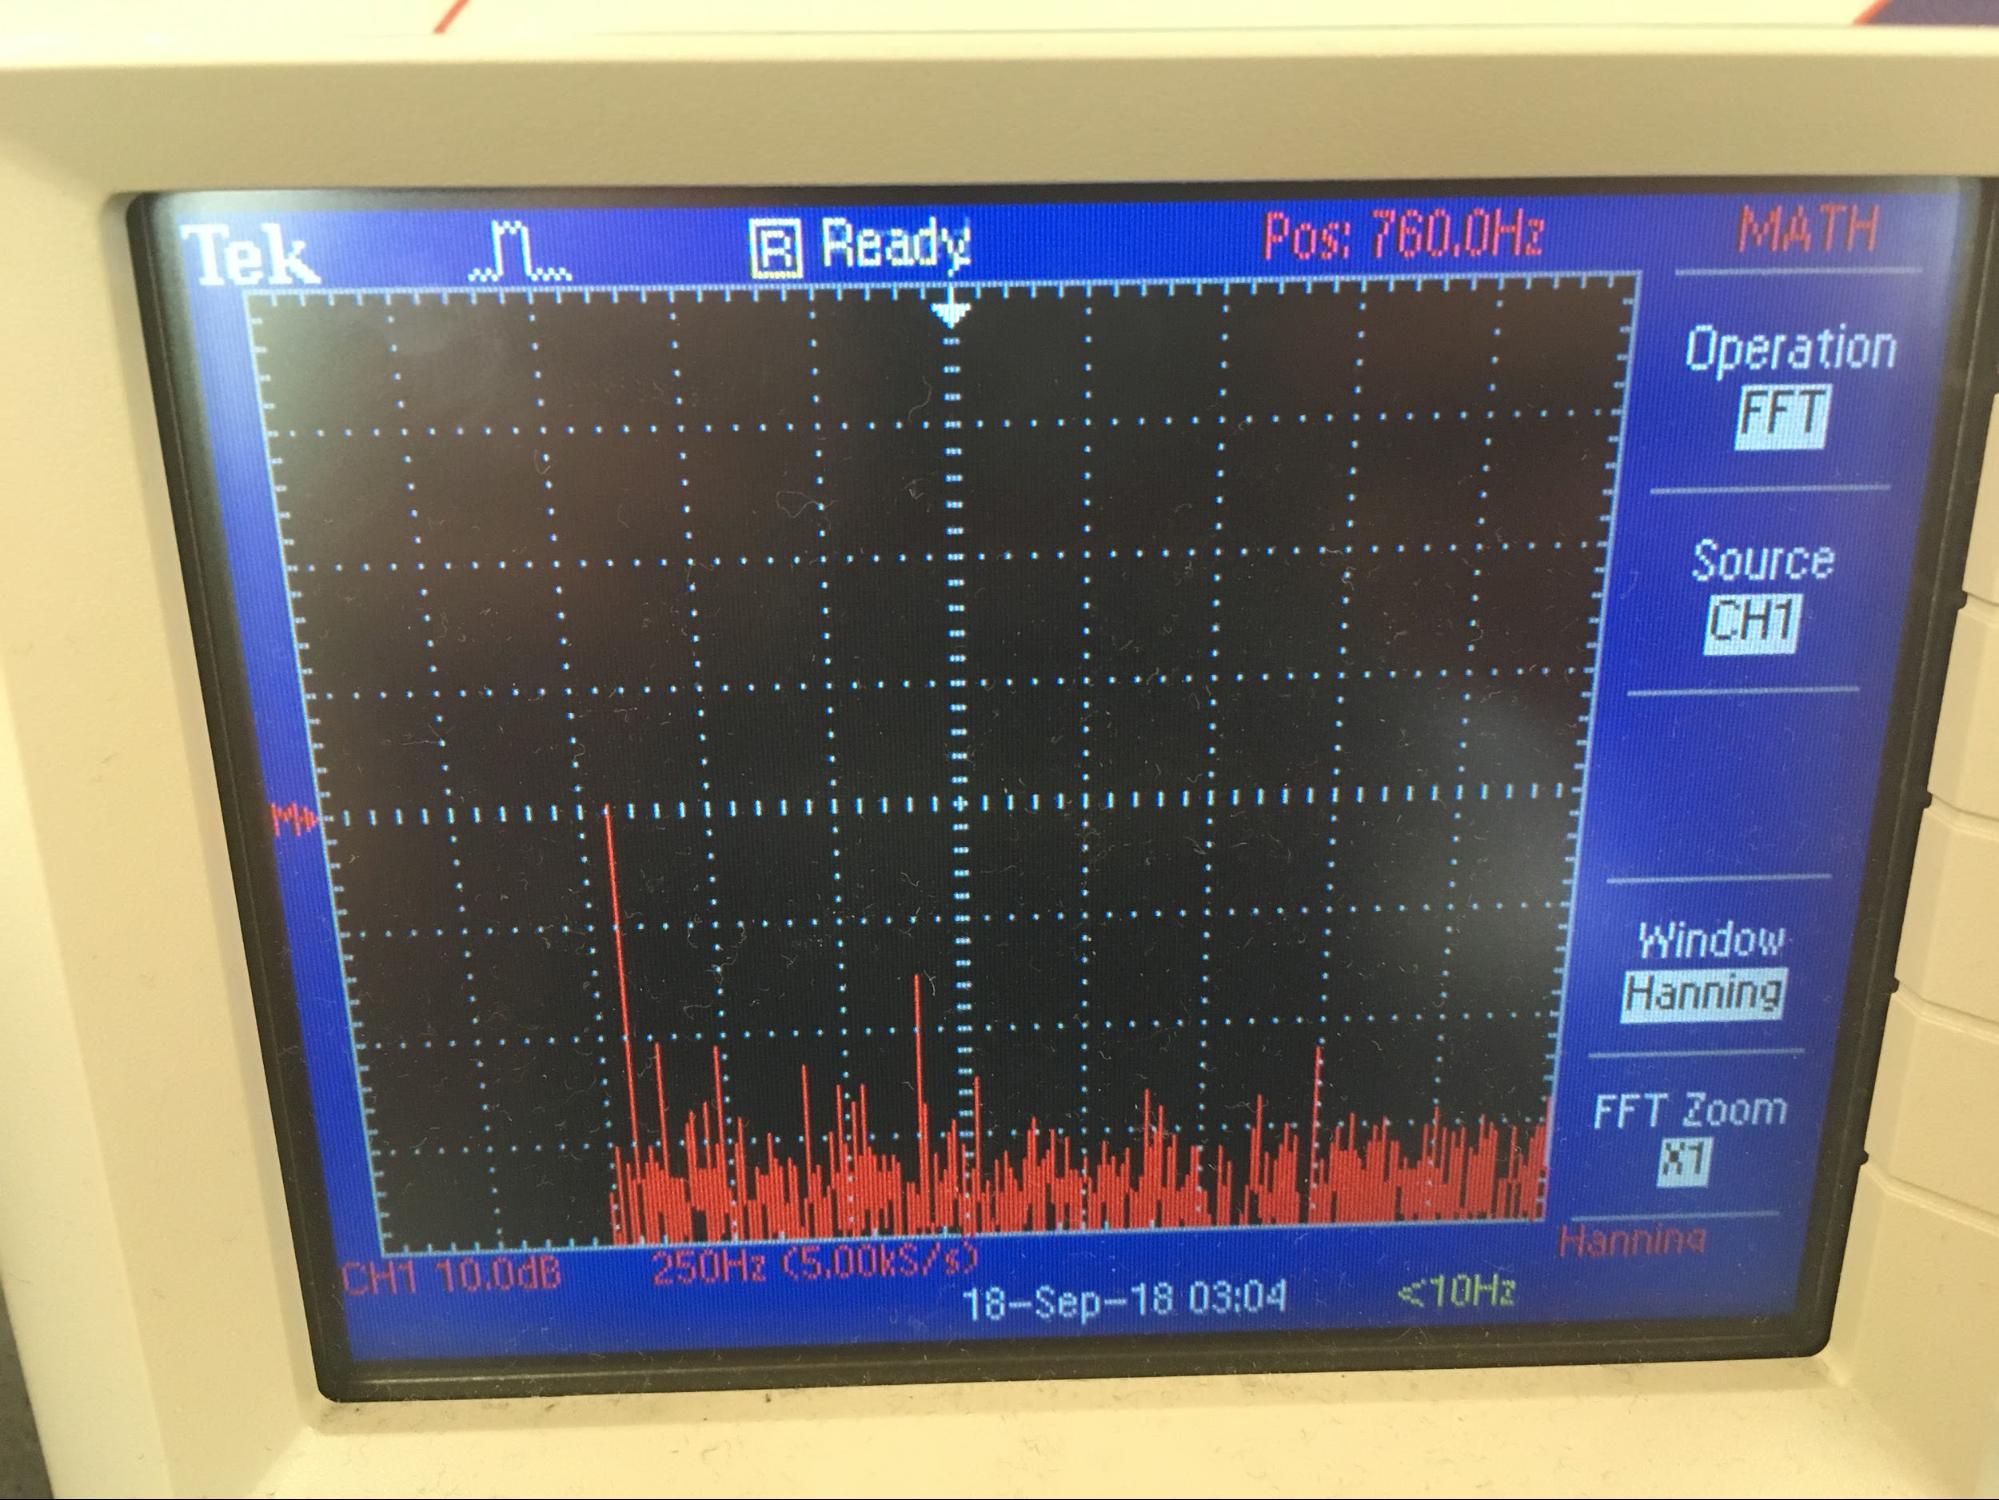 Tek R Ready Pos: 760.0Hz MATH
Operation
FFT
Source
CH1
M
Window
Hanning
FFT Zoom
X1
Hanning
CH1 10.0dB 250Hz (5.00kS/s)
18-Sep-18 03:04 <10Hz